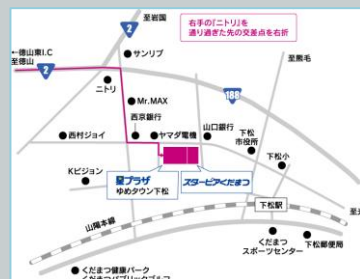 至岩国
右手の「ニトリ」を
通り過ぎた先の交差点を右折
2
←徳山東I.C
至徳山
サンリブ
至熊毛
2
ニトリ
188
Mr.MAX
西京銀行
山口銀行
西村ジョイ
ヤマダ電機
下松
市役所
下松小
Kビジョン
星プラザ
ゆめタウン下松
スターピアくだまつ
下松駅
至光
山陽本線
くだまつ
スポーツセンター
下松郵便局
くだまつ健康パーク